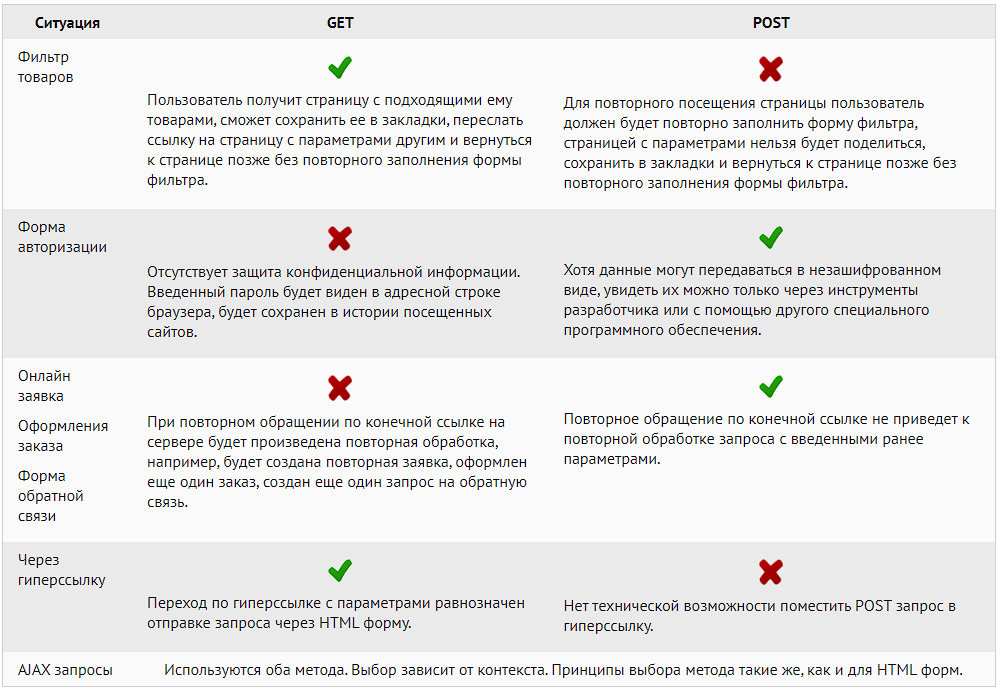 Ситуация
GET
POST
Фильтр
товаров
Пользователь получит страницу с подходящими ему
товарами, сможет сохранить ее в закладки, переслать
ссылку на страницу с параметрами другим и вернуться
к странице позже без повторного заполнения формы
фильтра.
Для повторного посещения страницы пользователь
должен будет повторно заполнить форму фильтра,
страницей с параметрами нельзя будет поделиться,
сохранить в закладки и вернуться к странице позже без
повторного заполнения формы фильтра.
Форма
авторизации
Отсутствует защита конфиденциальной информации.
Введенный пароль будет виден в адресной строке
браузера, будет сохранен в истории посещенных
сайтов.
Хотя данные могут передаваться в незашифрованном
виде, увидеть их можно только через инструменты
разработчика или с помощью другого специального
программного обеспечения.
Онлайн
заявка
Оформления
заказа
Форма
обратной
связи
При повторном обращении по конечной ссылке на
сервере будет произведена повторная обработка,
например, будет создана повторная заявка, оформлен
еще один заказ, создан еще один запрос на обратную
связь.
Повторное обращение по конечной ссылке не приведет к
повторной обработке запроса с введенными ранее
параметрами.
Через
гиперссылку
Переход по гиперссылке с параметрами равнозначен
отправке запроса через HTML форму.
Нет технической возможности поместить POST запрос в
гиперссылку.
AJAX запросы
Используются оба метода. Выбор зависит от контекста. Принципы выбора метода такие же, как и для HTML форм.